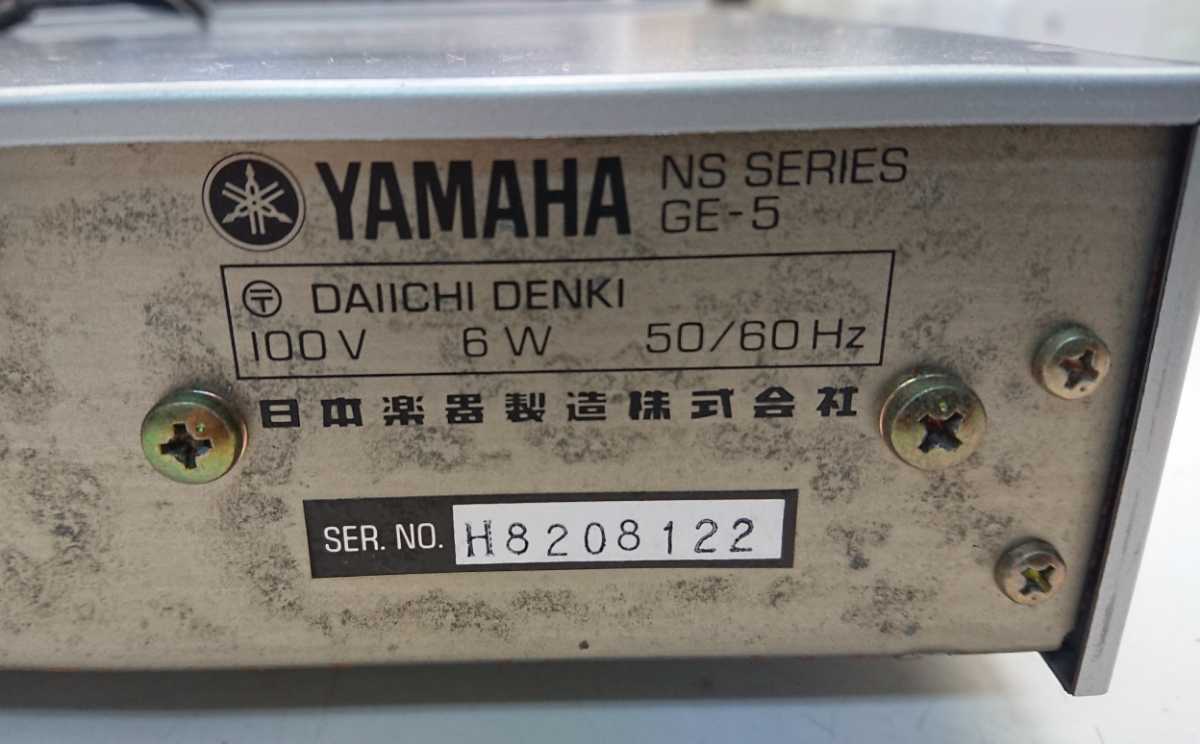 YAMAHA NS SERIES
GE-5
〒 DAIICHI DENKI
100V 6W 50/60Hz
日本楽器製造株式会社
SER. NO. H8208122